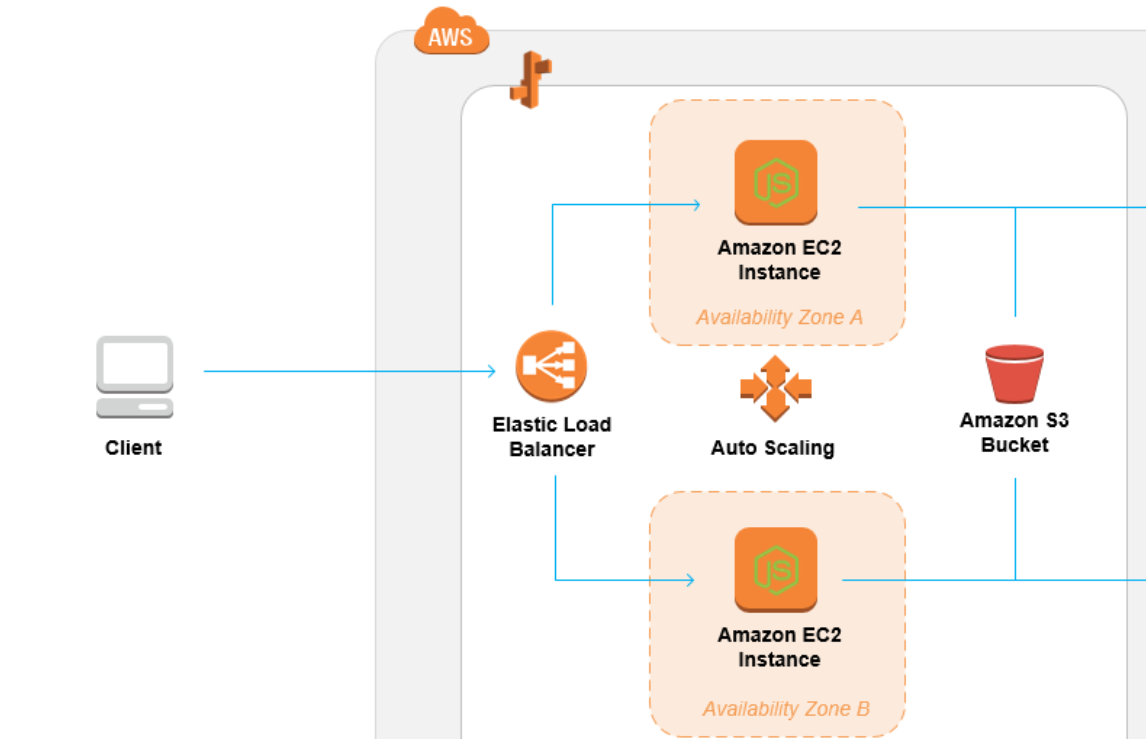 AWS
JS
Amazon EC2
Instance
Availability Zone A
Client
Elastic Load
Balancer
Auto Scaling
Amazon S3
Bucket
JS
Amazon EC2
Instance
Availability Zone B